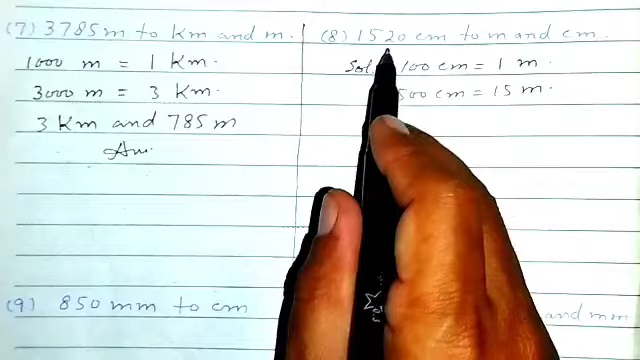 (7) 3785m to Km and m.
1000 m = 1 Km.
3000 m = 3 Km.
3 Km and 785 m
Ans.
(8) 1520 cm to m and cm.
Sol. 100 cm = 1 m.
500 cm = 15 m.
(9) 850 mm to cm
and mm